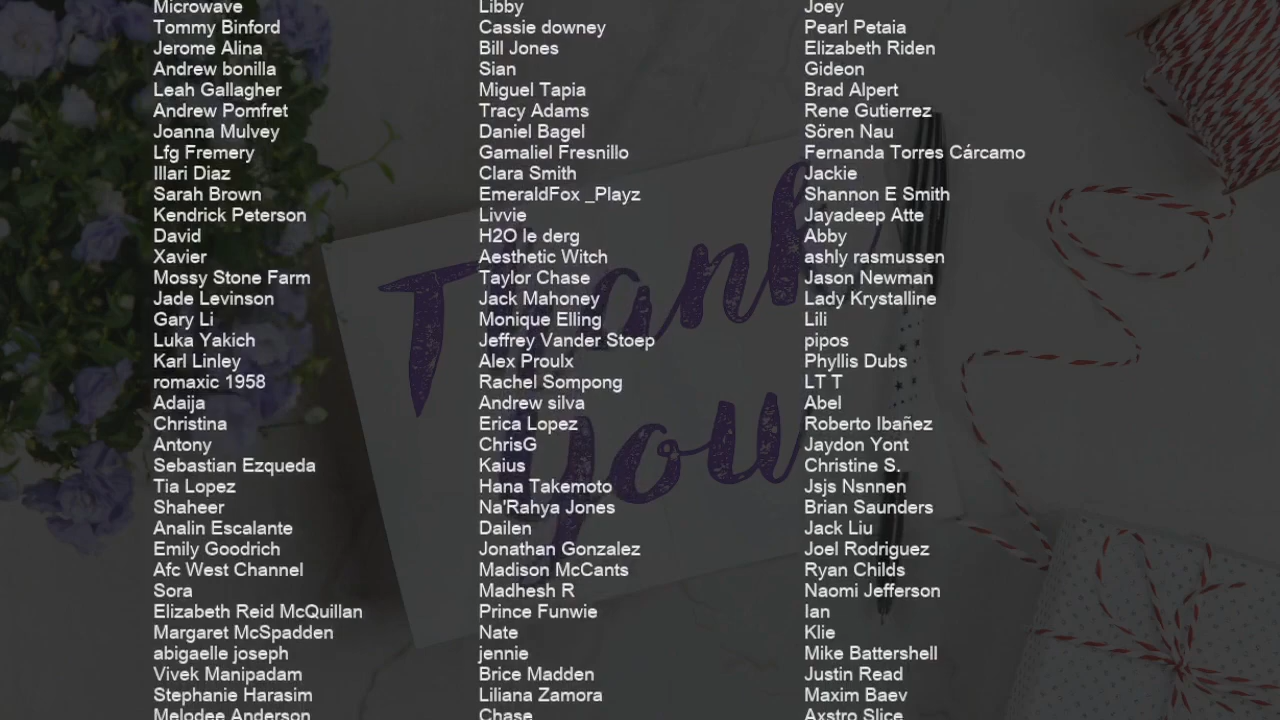 Microwave
Tommy Binford
Jerome Alina
Andrew bonilla
Leah Gallagher
Andrew Pomfret
Joanna Mulvey
Lfg Fremery
Illari Diaz
Sarah Brown
Kendrick Peterson
David
Xavier
Mossy Stone Farm
Jade Levinson
Gary Li
Luka Yakich
Karl Linley
romaxic 1958
Adaija
Christina
Antony
Sebastian Ezqueda
Tia Lopez
Shaheer
Analin Escalante
Emily Goodrich
Afc West Channel
Sora
Elizabeth Reid McQuillan
Margaret McSpadden
abigaelle joseph
Vivek Manipadam
Stephanie Harasim
Melodee Anderson
Libby
Cassie downey
Bill Jones
Sian
Miguel Tapia
Tracy Adams
Daniel Bagel
Gamaliel Fresnillo
Clara Smith
EmeraldFox _Playz
Livvie
H2O le derg
Aesthetic Witch
Taylor Chase
Jack Mahoney
Monique Elling
Jeffrey Vander Stoep
Alex Proulx
Rachel Sompong
Andrew silva
Erica Lopez
ChrisG
Kaius
Hana Takemoto
Na'Rahya Jones
Dailen
Jonathan Gonzalez
Madison McCants
Madhesh R
Prince Funwie
Nate
jennie
Brice Madden
Liliana Zamora
Chase
Joey
Pearl Petaia
Elizabeth Riden
Gideon
Brad Alpert
Rene Gutierrez
Sören Nau
Fernanda Torres Cárcamo
Jackie
Shannon E Smith
Jayadeep Atte
Abby
ashly rasmussen
Jason Newman
Lady Krystalline
Lili
pipos
Phyllis Dubs
LT T
Abel
Roberto Ibañez
Jaydon Yont
Christine S.
Jsjs Nsnnen
Brian Saunders
Jack Liu
Joel Rodriguez
Ryan Childs
Naomi Jefferson
Ian
Klie
Mike Battershell
Justin Read
Maxim Baev
Axstro Slice
Thank
you